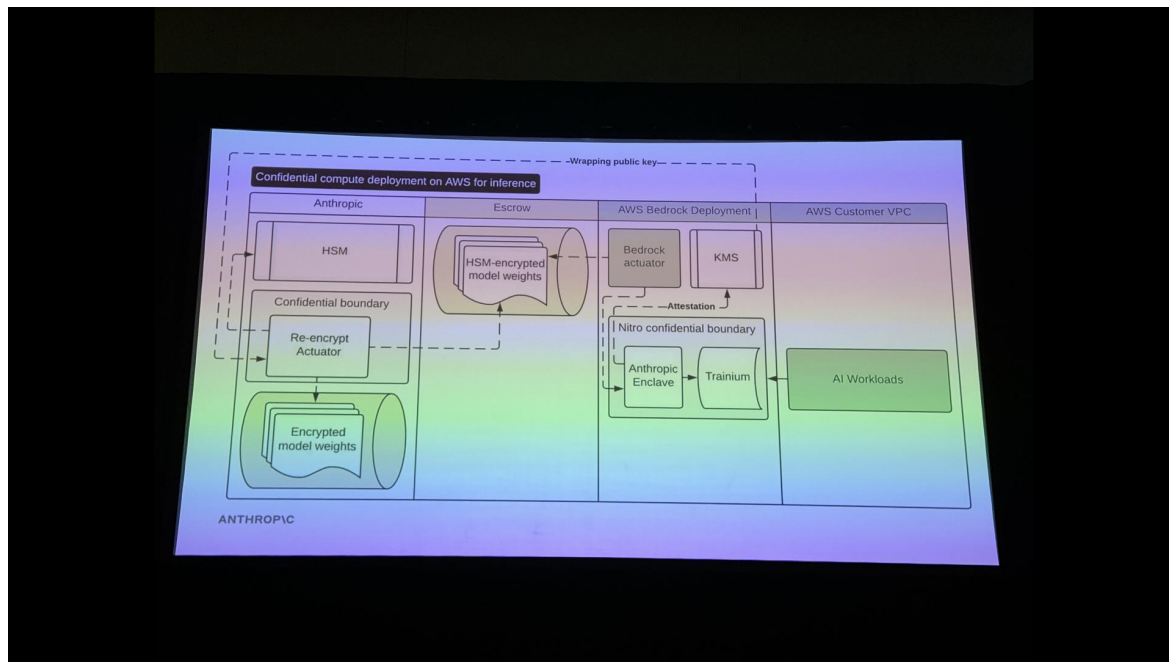 Wrapping public key
Confidential compute deployment on AWS for inference
Anthropic
Escrow
AWS Bedrock Deployment
AWS Customer VPC
HSM
HSM-encrypted
model weights
Bedrock
actuator
KMS
Attestation
Confidential boundary
Re-encrypt
Actuator
Nitro confidential boundary
Anthropic
Enclave
Trainium
AI Workloads
Encrypted
model weights
ANTHROP\C